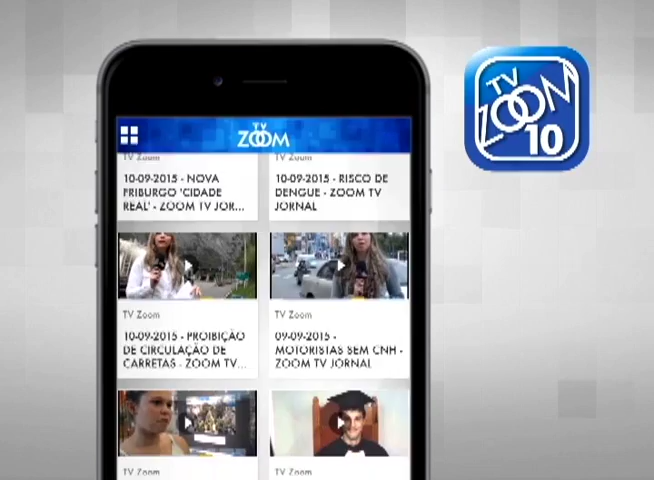 TV
ZOOM
TV
ZOOM
10
TV Zoom
TV Zoom
10-09-2015 - NOVA
FRIBURGO 'CIDADE
REAL' - ZOOM TV JOR...
10-09-2015 - RISCO DE
DENGUE - ZOOM TV
JORNAL
TV Zoom
TV Zoom
10-09-2015 - PROIBIÇÃO
DE CIRCULAÇÃO DE
CARRETAS - ZOOM TV...
09-09-2015 -
MOTORISTAS SEM CNH -
ZOOM TV JORNAL
TV Zoom
TV Zoom